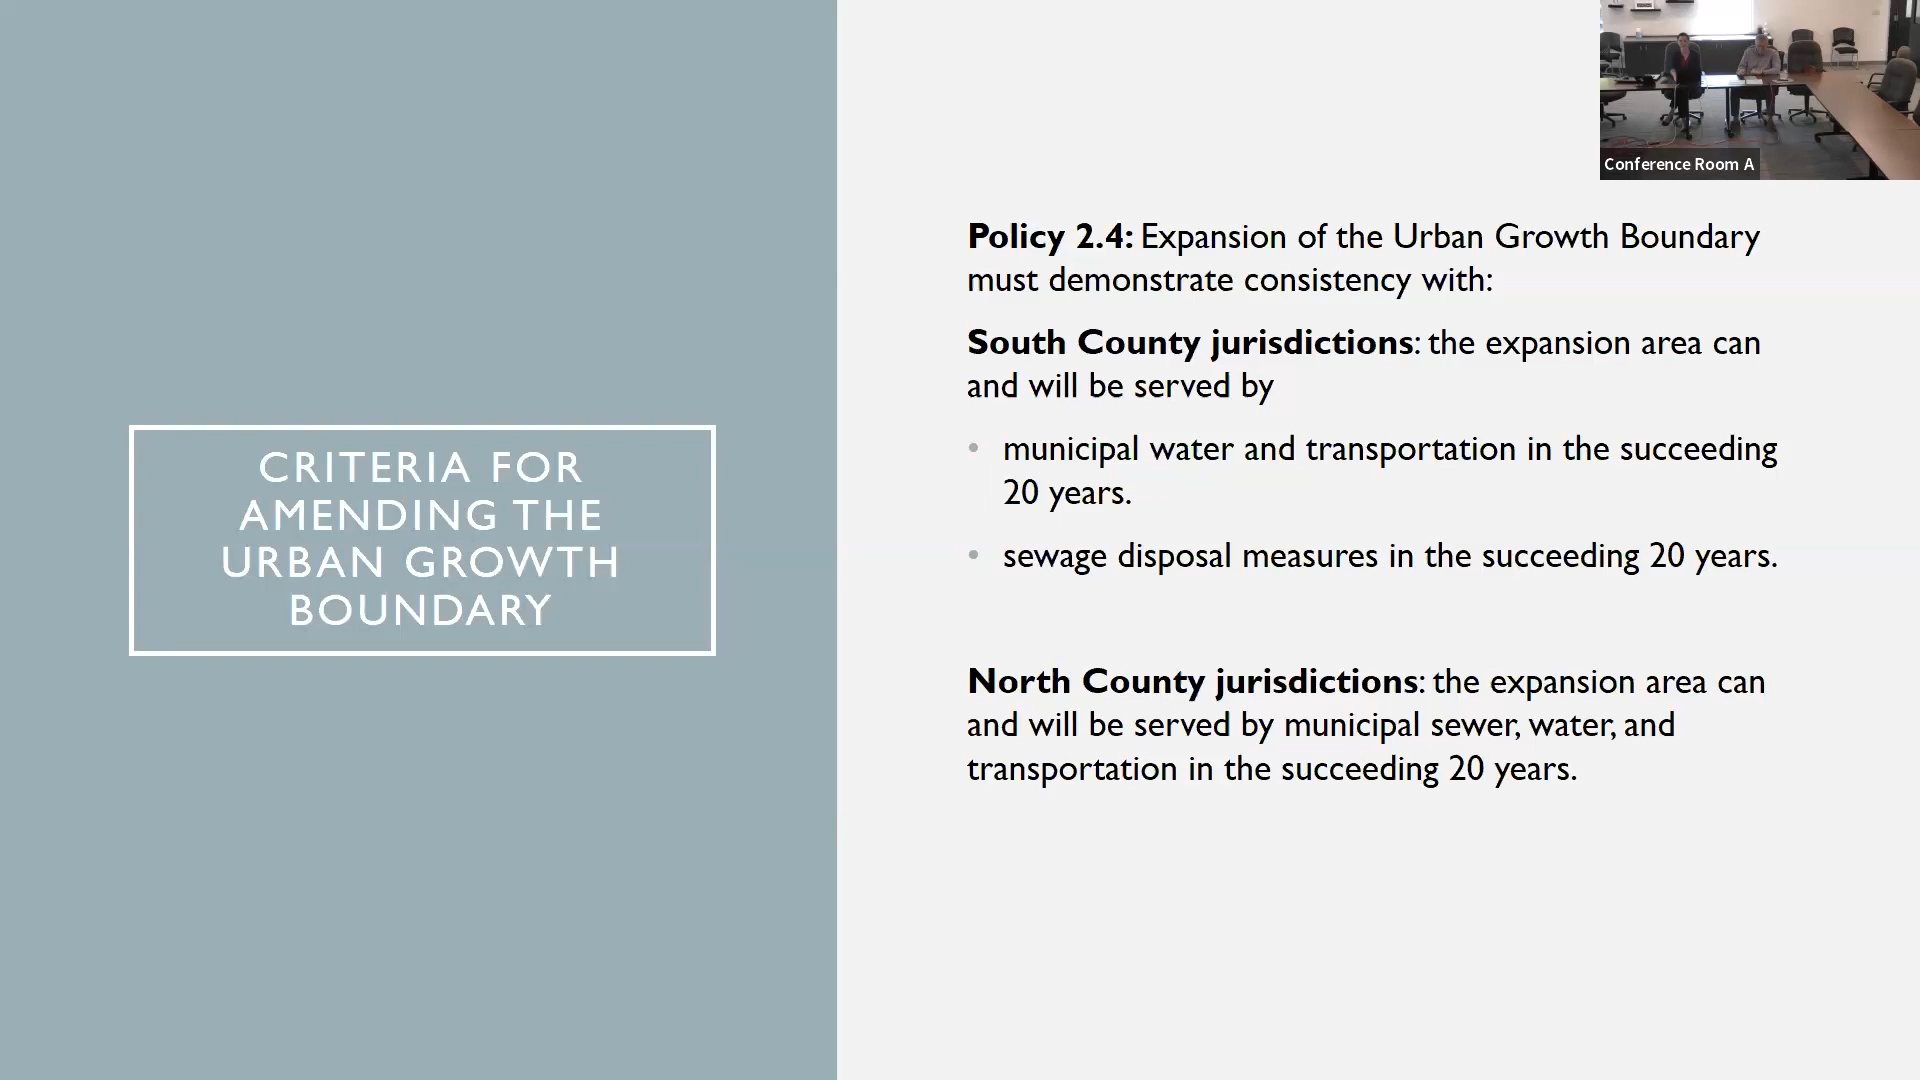 CRITERIA FOR
AMENDING THE
URBAN GROWTH
BOUNDARY
Policy 2.4: Expansion of the Urban Growth Boundary
must demonstrate consistency with:
South County jurisdictions: the expansion area can
and will be served by
• municipal water and transportation in the succeeding
20 years.
• sewage disposal measures in the succeeding 20 years.
North County jurisdictions: the expansion area can
and will be served by municipal sewer, water, and
transportation in the succeeding 20 years.
Conference Room A